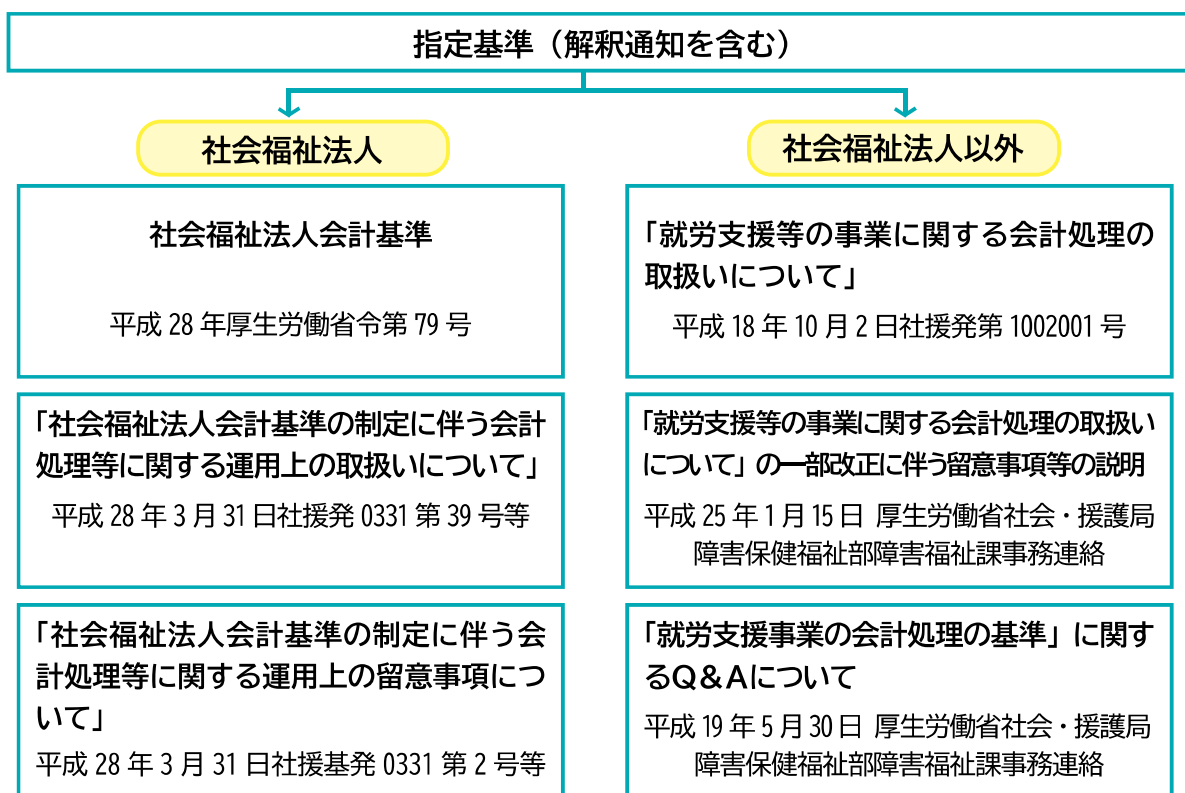 指定基準（解釈通知を含む）
社会福祉法人
社会福祉法人会計基準
平成 28 年厚生労働省令第 79 号
「社会福祉法人会計基準の制定に伴う会計
処理等に関する運用上の取扱いについて」
平成 28 年 3 月 31 日社援発 0331 第 39 号等
「社会福祉法人会計基準の制定に伴う会
計処理等に関する運用上の留意事項につ
いて」
平成 28 年 3 月 31 日社援基発 0331 第 2 号等
社会福祉法人以外
「就労支援等の事業に関する会計処理の
取扱いについて」
平成 18 年 10 月 2 日社援発第 1002001 号
「就労支援等の事業に関する会計処理の取扱い
について」の一部改正に伴う留意事項等の説明
平成 25 年 1 月 15 日 厚生労働省社会・援護局
障害保健福祉部障害福祉課事務連絡
「就労支援事業の会計処理の基準」に関す
るQ&Aについて
平成 19 年 5 月 30 日 厚生労働省社会・援護局
障害保健福祉部障害福祉課事務連絡